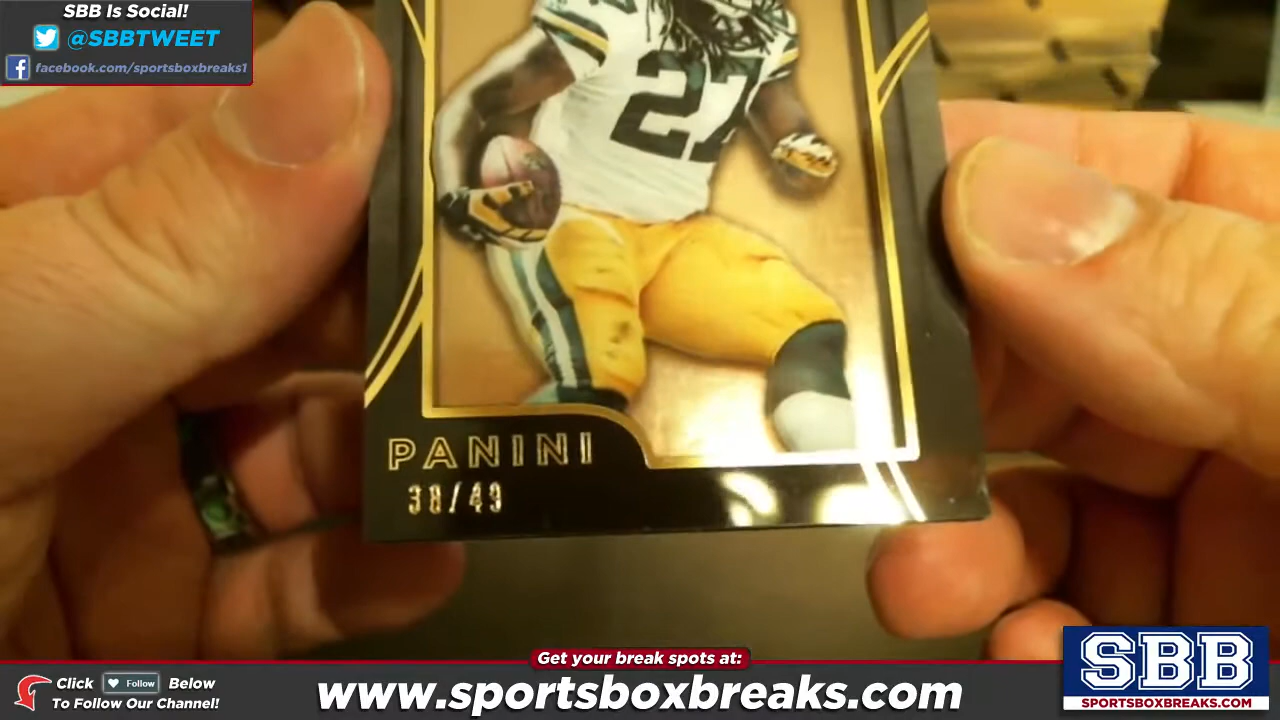 SBB Is Social!
@SBBTWEET
facebook.com/sportsboxbreaks1
27
PANINI
38/49
Get your break spots at:
Click Follow Below
To Follow Our Channel!
www.sportsboxbreaks.com
SBB
SPORTSBOXBREAKS.COM